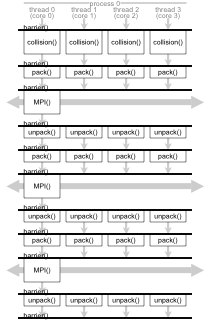 process 0
thread 0 thread 1 thread 2 thread 3
(core 0) (core 1) (core 2) (core 3)
barrier()
collision() collision() collision() collision()
barrier()
pack() pack() pack() pack()
barrier()
MPI()
barrier()
unpack() unpack() unpack() unpack()
barrier()
pack() pack() pack() pack()
barrier()
MPI()
barrier()
unpack() unpack() unpack() unpack()
barrier()
pack() pack() pack() pack()
barrier()
MPI()
barrier()
unpack() unpack() unpack() unpack()
barrier()